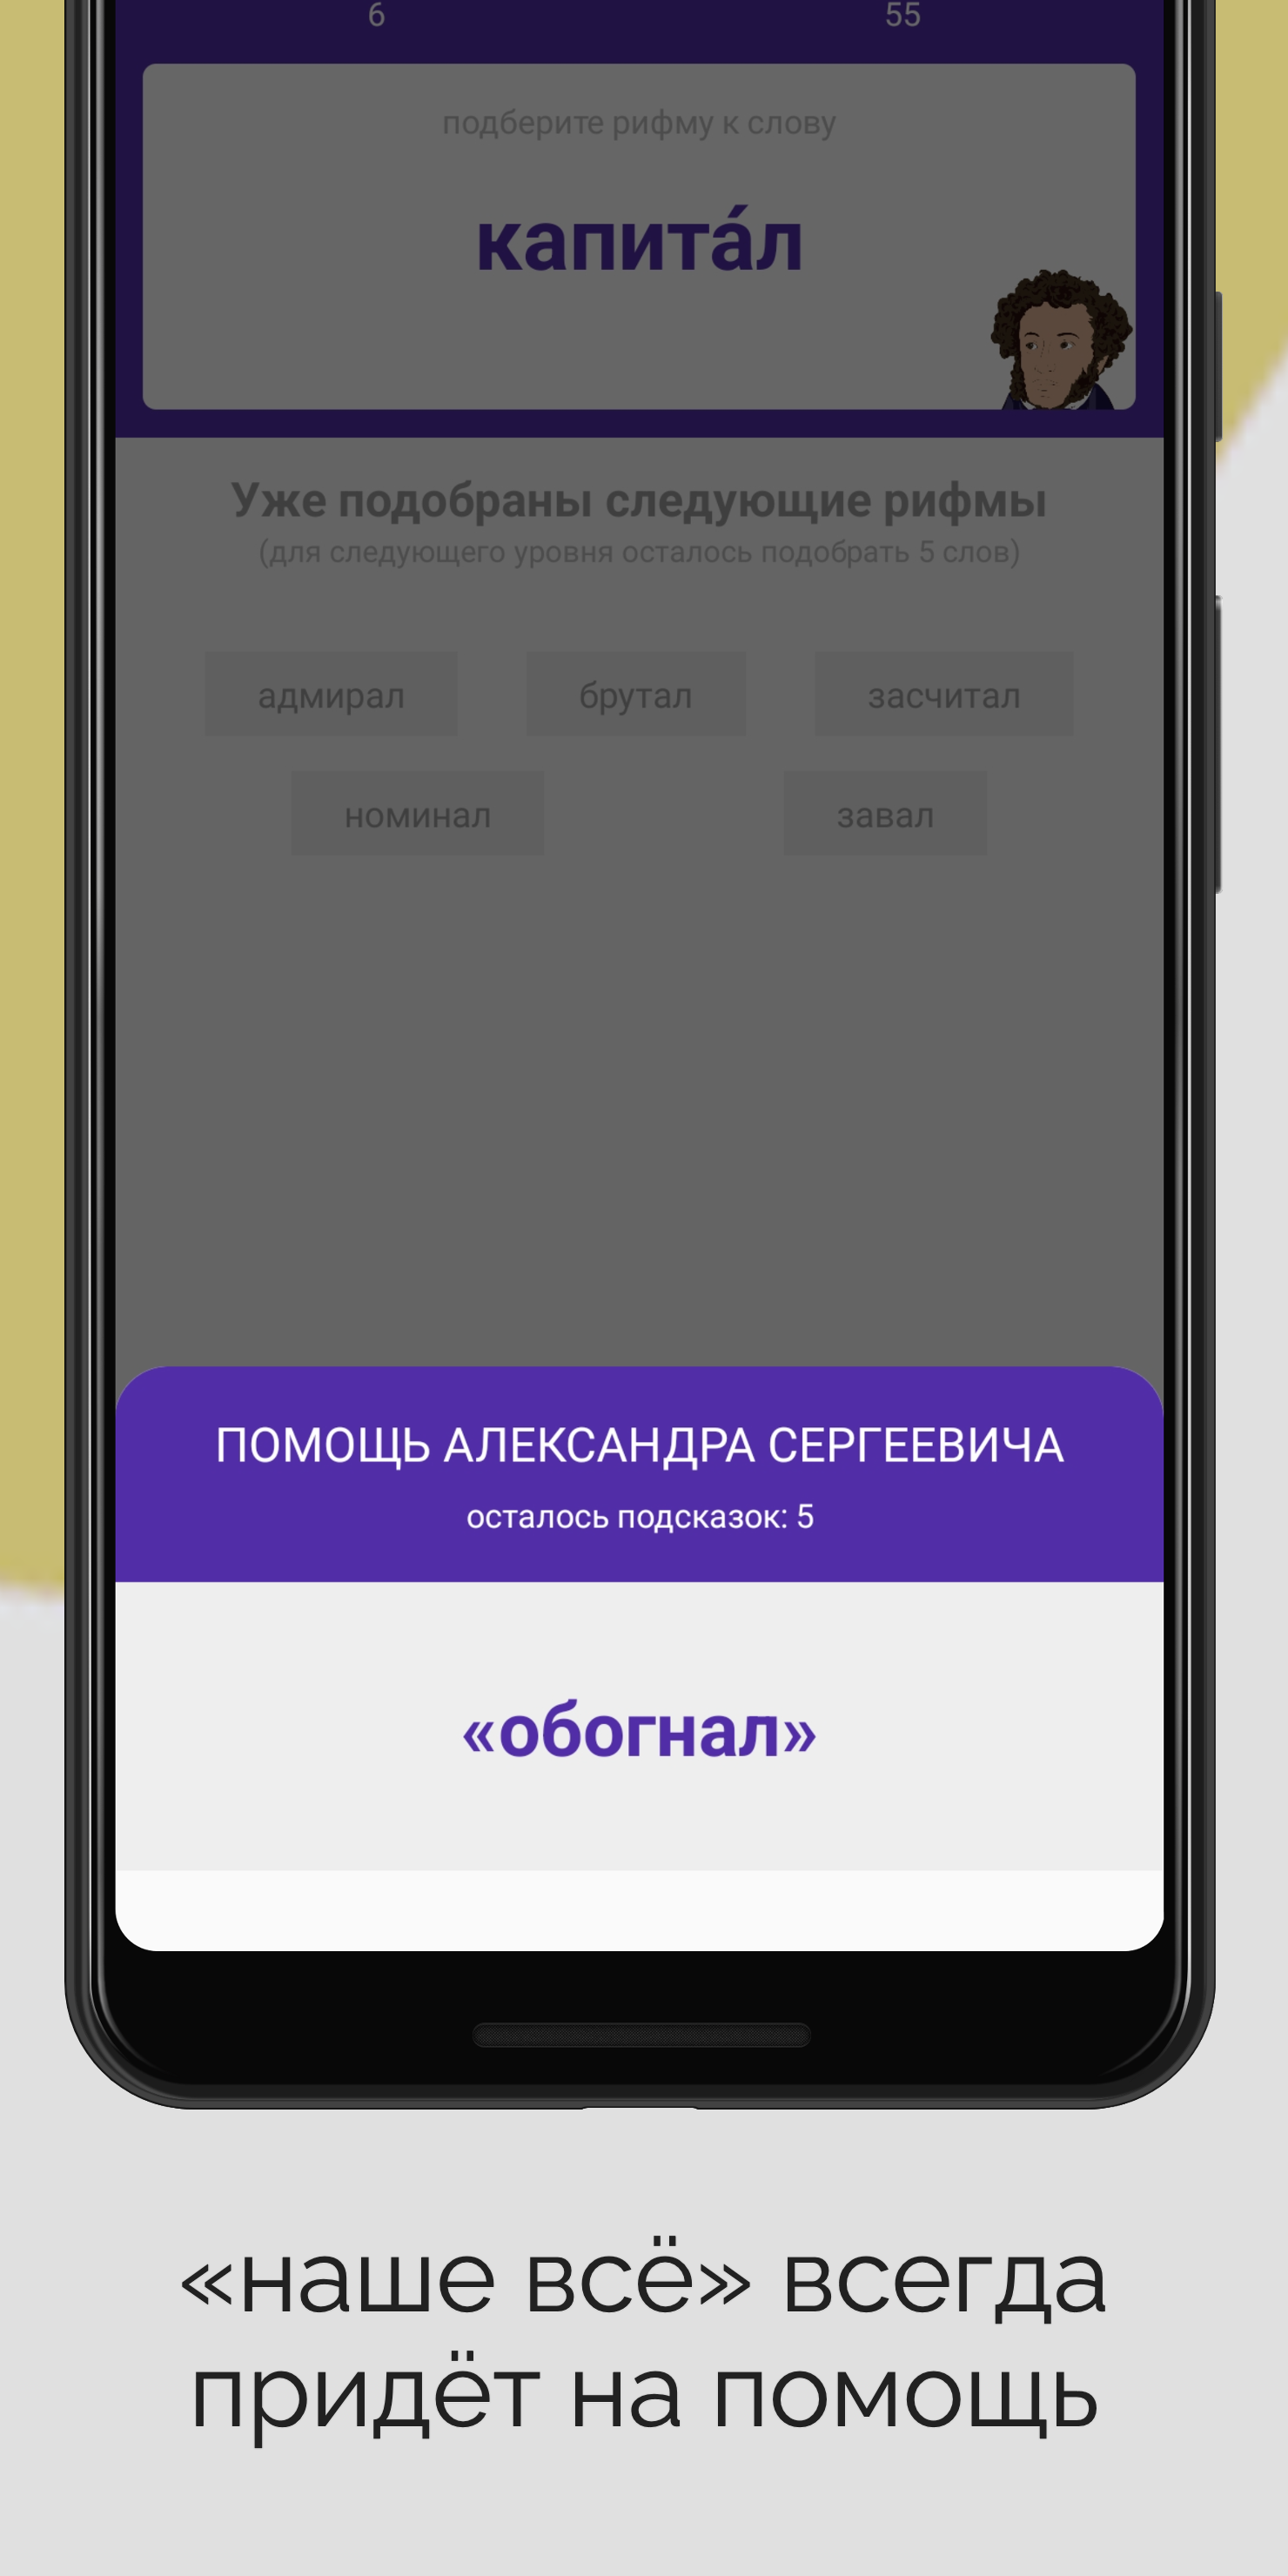 6 55
подберите рифму к слову
капита́л
Уже подобраны следующие рифмы
(для следующего уровня осталось подобрать 5 слов)
адмирал брутал засчитал
номинал завал
ПОМОЩЬ АЛЕКСАНДРА СЕРГЕЕВИЧА
осталось подсказок: 5
«обогнал»
«наше всё» всегда
придёт на помощь